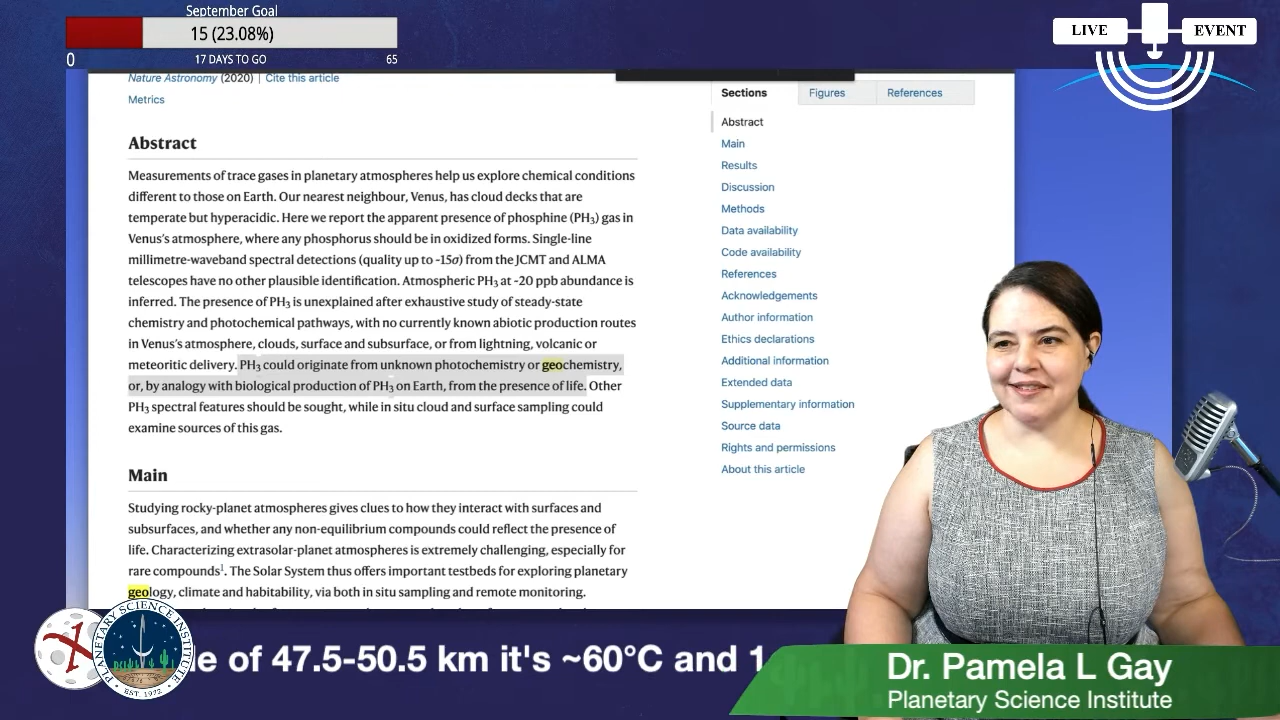 September Goal
15 (23.08%)
0
17 DAYS TO GO
65
LIVE
EVENT
Nature Astronomy (2020) | Cite this article
Metrics
Abstract
Measurements of trace gases in planetary atmospheres help us explore chemical conditions
different to those on Earth. Our nearest neighbour, Venus, has cloud decks that are
temperate but hyperacidic. Here we report the apparent presence of phosphine (PH₃) gas in
Venus's atmosphere, where any phosphorus should be in oxidized forms. Single-line
millimetre-waveband spectral detections (quality up to ~15σ) from the JCMT and ALMA
telescopes have no other plausible identification. Atmospheric PH₃ at ~20 ppb abundance is
inferred. The presence of PH₃ is unexplained after exhaustive study of steady-state
chemistry and photochemical pathways, with no currently known abiotic production routes
in Venus's atmosphere, clouds, surface and subsurface, or from lightning, volcanic or
meteoritic delivery. PH₃ could originate from unknown photochemistry or geochemistry,
or, by analogy with biological production of PH₃ on Earth, from the presence of life. Other
PH₃ spectral features should be sought, while in situ cloud and surface sampling could
examine sources of this gas.
Main
Studying rocky-planet atmospheres gives clues to how they interact with surfaces and
subsurfaces, and whether any non-equilibrium compounds could reflect the presence of
life. Characterizing extrasolar-planet atmospheres is extremely challenging, especially for
rare compounds¹. The Solar System thus offers important testbeds for exploring planetary
geology, climate and habitability, via both in situ sampling and remote monitoring.
Sections
Figures
References
Abstract
Main
Results
Discussion
Methods
Data availability
Code availability
References
Acknowledgements
Author information
Ethics declarations
Additional information
Extended data
Supplementary information
Source data
Rights and permissions
About this article
PLANETARY SCIENCE INSTITUTE
EST. 1972
of 47.5-50.5 km it's ~60°C and
Dr. Pamela L Gay
Planetary Science Institute